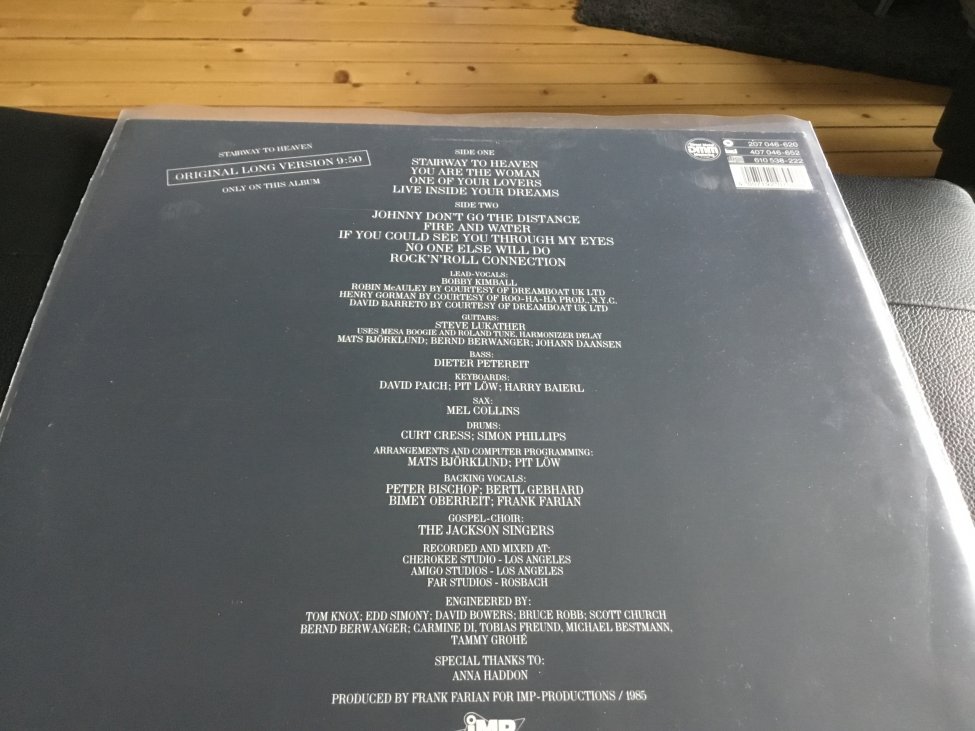 STAIRWAY TO HEAVEN
ORIGINAL LONG VERSION 9:50
ONLY ON THIS ALBUM
SIDE ONE
STAIRWAY TO HEAVEN
YOU ARE THE WOMAN
ONE OF YOUR LOVERS
LIVE INSIDE YOUR DREAMS
SIDE TWO
JOHNNY DON'T GO THE DISTANCE
FIRE AND WATER
IF YOU COULD SEE YOU THROUGH MY EYES
NO ONE ELSE WILL DO
ROCK'N'ROLL CONNECTION
LEAD-VOCALS:
BOBBY KIMBALL
ROBIN McAULEY BY COURTESY OF DREAMBOAT UK LTD
HENRY GORMAN BY COURTESY OF ROO-HA-HA PROD., N.Y.C.
DAVID BARRETO BY COURTESY OF DREAMBOAT UK LTD
GUITARS:
STEVE LUKATHER
USES MESA BOOGIE AND ROLAND TUNE, HARMONIZER DELAY
MATS BJÖRKLUND; BERND BERWANGER; JOHANN DAANSEN
BASS:
DIETER PETEREIT
KEYBOARDS:
DAVID PAICH; PIT LÖW; HARRY BAIERL
SAX:
MEL COLLINS
DRUMS:
CURT CRESS; SIMON PHILLIPS
ARRANGEMENTS AND COMPUTER PROGRAMMING:
MATS BJÖRKLUND; PIT LÖW
BACKING VOCALS:
PETER BISCHOF; BERTL GEBHARD
BIMEY OBERREIT; FRANK FARIAN
GOSPEL-CHOIR:
THE JACKSON SINGERS
RECORDED AND MIXED AT:
CHEROKEE STUDIO - LOS ANGELES
AMIGO STUDIOS - LOS ANGELES
FAR STUDIOS - ROSBACH
ENGINEERED BY:
TOM KNOX; EDD SIMONY; DAVID BOWERS; BRUCE ROBB; SCOTT CHURCH
BERND BERWANGER; CARMINE DI, TOBIAS FREUND, MICHAEL BESTMANN,
TAMMY GROHÉ
SPECIAL THANKS TO:
ANNA HADDON
PRODUCED BY FRANK FARIAN FOR IMP-PRODUCTIONS / 1985
iMP
DMM
207 046-620
407 046-652
610 538-222